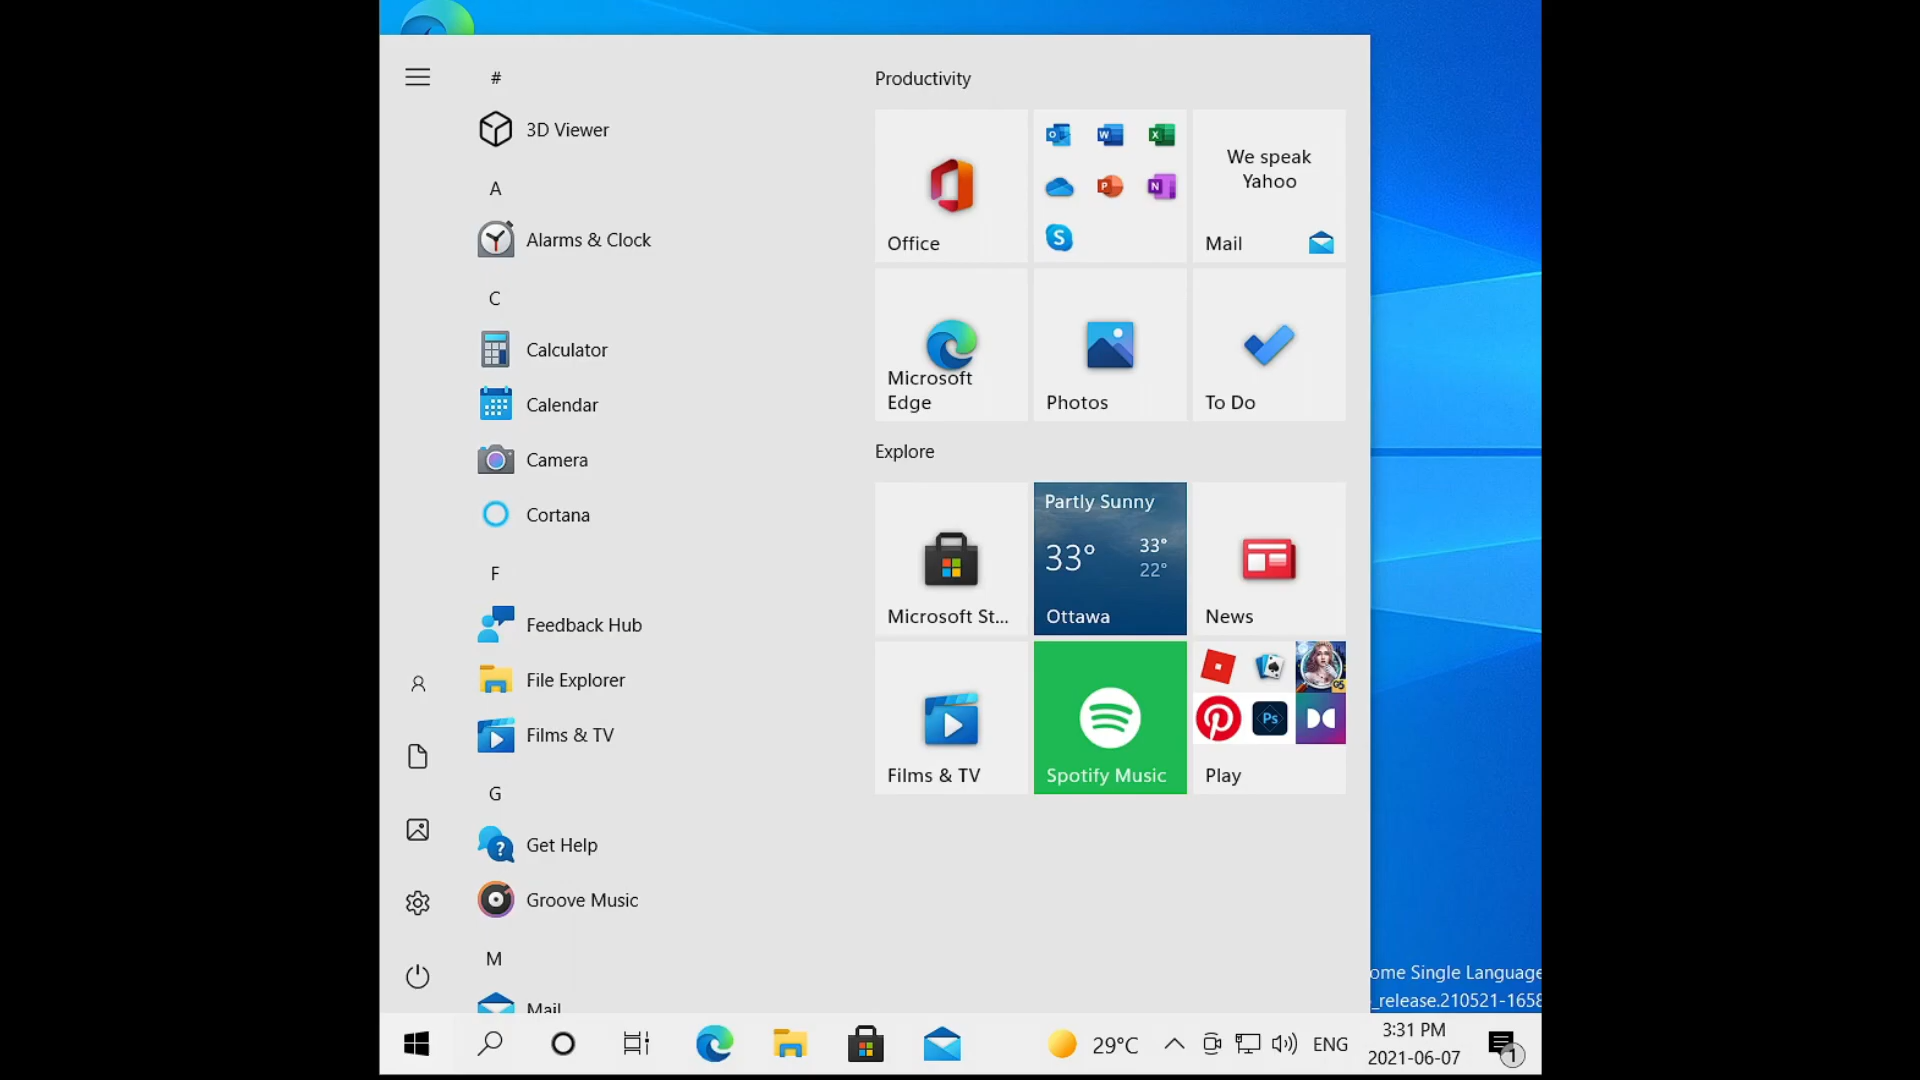 #
3D Viewer
A
Alarms & Clock
C
Calculator
Calendar
Camera
Cortana
F
Feedback Hub
File Explorer
Films & TV
G
Get Help
Groove Music
M
Mail
Productivity
Office
We speak
Yahoo
Mail
Microsoft
Edge
Photos
To Do
Explore
Microsoft St...
Partly Sunny
33°
33°
22°
Ottawa
News
Films & TV
Spotify Music
Ps
Play
ome Single Language
_release.210521-1658
29°C
ENG
3:31 PM
2021-06-07
1